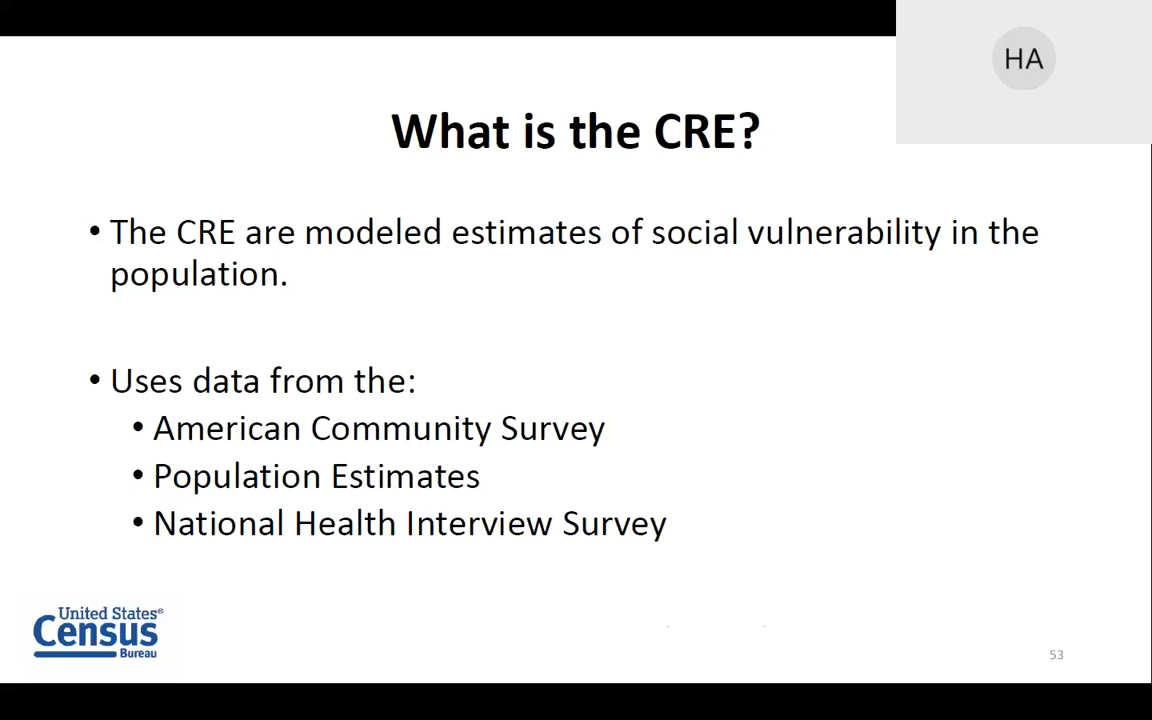 HA
What is the CRE?
• The CRE are modeled estimates of social vulnerability in the
population.
• Uses data from the:
• American Community Survey
• Population Estimates
• National Health Interview Survey
United States®
Census
Bureau
53